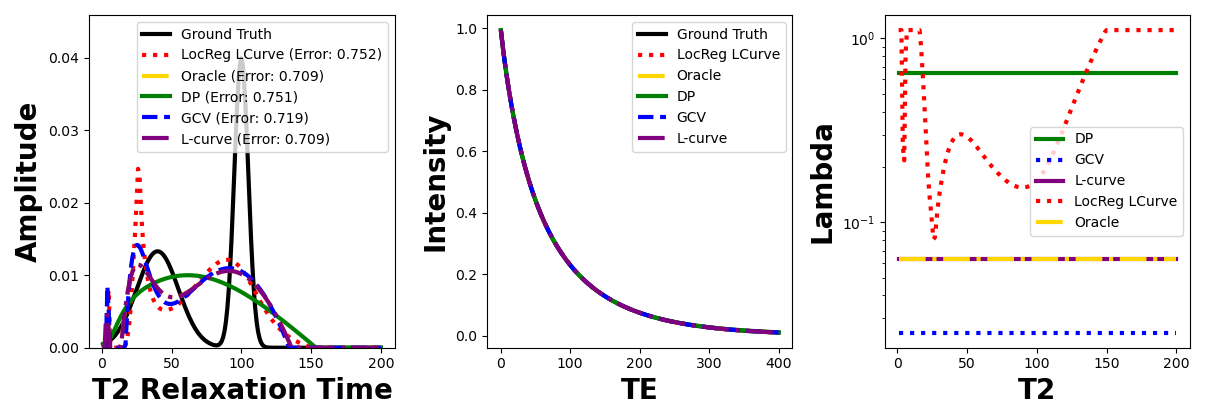 Amplitude
0.04
0.03
0.02
0.01
0.00
0 50 100 150 200
T2 Relaxation Time
Ground Truth
LocReg LCurve (Error: 0.752)
Oracle (Error: 0.709)
DP (Error: 0.751)
GCV (Error: 0.719)
L-curve (Error: 0.709)
Intensity
1.0
0.8
0.6
0.4
0.2
0.0
0 100 200 300 400
TE
Ground Truth
LocReg LCurve
Oracle
DP
GCV
L-curve
Lambda
10⁰
10⁻¹
0 50 100 150 200
T2
DP
GCV
L-curve
LocReg LCurve
Oracle